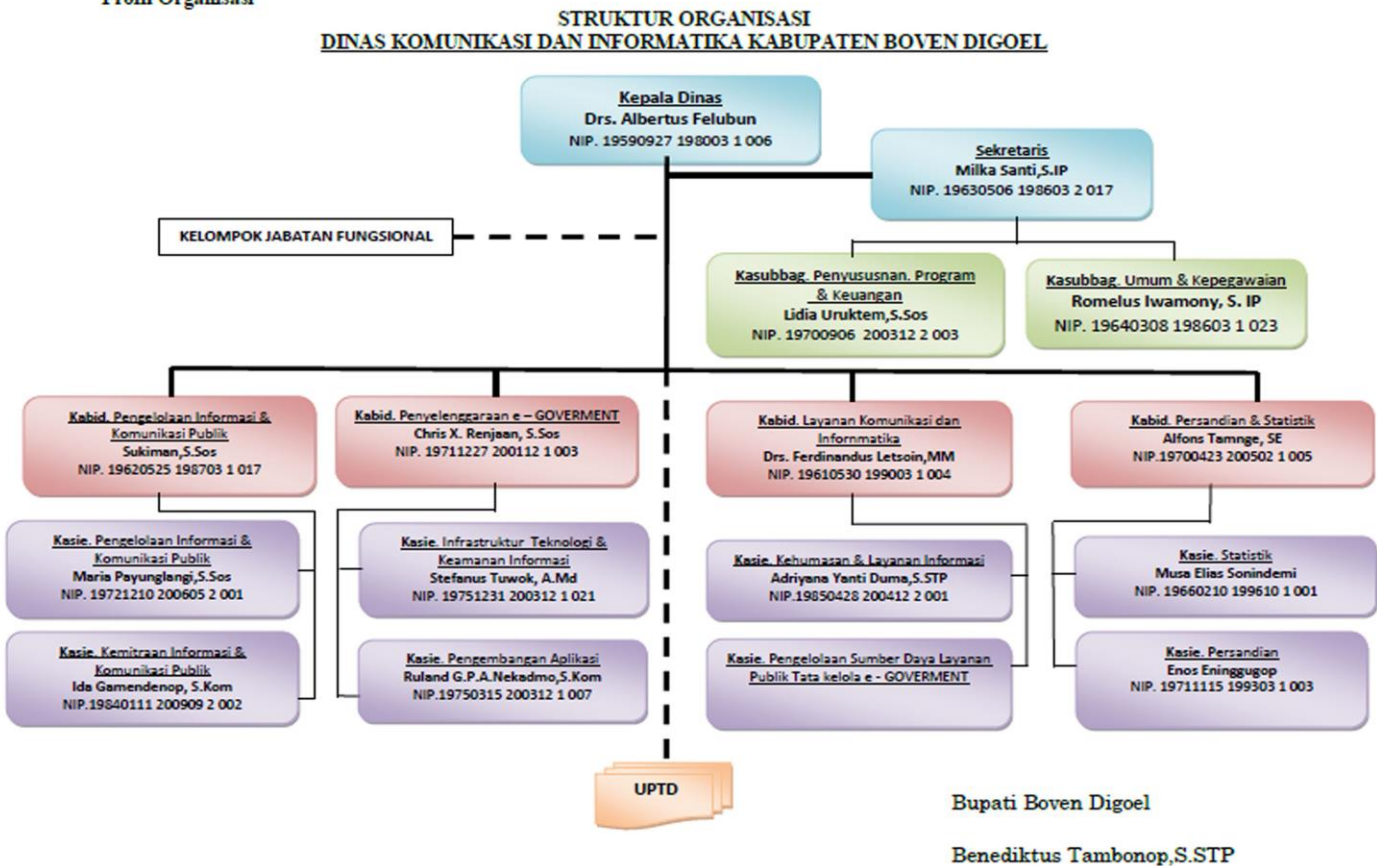 Profil Organisasi
STRUKTUR ORGANISASI
DINAS KOMUNIKASI DAN INFORMATIKA KABUPATEN BOVEN DIGOEL
Kepala Dinas
Drs. Albertus Felubun
NIP. 19590927 198003 1 006
Sekretaris
Milka Santi,S.IP
NIP. 19630506 198603 2 017
KELOMPOK JABATAN FUNGSIONAL
Kasubbag. Penyususnan. Program
& Keuangan
Lidia Uruktem,S.Sos
NIP. 19700906 200312 2 003
Kasubbag. Umum & Kepegawaian
Romelus Iwamony, S. IP
NIP. 19640308 198603 1 023
Kabid. Pengelolaan Informasi &
Komunikasi Publik
Sukiman,S.Sos
NIP. 19620525 198703 1 017
Kabid. Penyelenggaraan e – GOVERMENT
Chris X. Renjaan, S.Sos
NIP. 19711227 200112 1 003
Kabid. Layanan Komunikasi dan
Infornmatika
Drs. Ferdinandus Letsoin,MM
NIP. 19610530 199003 1 004
Kabid. Persandian & Statistik
Alfons Tamnge, SE
NIP.19700423 200502 1 005
Kasie. Pengelolaan Informasi &
Komunikasi Publik
Maria Payunglangi,S.Sos
NIP. 19721210 200605 2 001
Kasie. Infrastruktur Teknologi &
Keamanan Informasi
Stefanus Tuwok, A.Md
NIP. 19751231 200312 1 021
Kasie. Kehumasan & Layanan Informasi
Adriyana Yanti Duma,S.STP
NIP.19850428 200412 2 001
Kasie. Statistik
Musa Elias Sonindemi
NIP. 19660210 199610 1 001
Kasie. Kemitraan Informasi &
Komunikasi Publik
Ida Gamendenop, S.Kom
NIP.19840111 200909 2 002
Kasie. Pengembangan Aplikasi
Ruland G.P.A.Nekadmo,S.Kom
NIP.19750315 200312 1 007
Kasie. Pengelolaan Sumber Daya Layanan
Publik Tata kelola e - GOVERMENT
Kasie. Persandian
Enos Eninggugop
NIP. 19711115 199303 1 003
UPTD
Bupati Boven Digoel
Benediktus Tambonop,S.STP